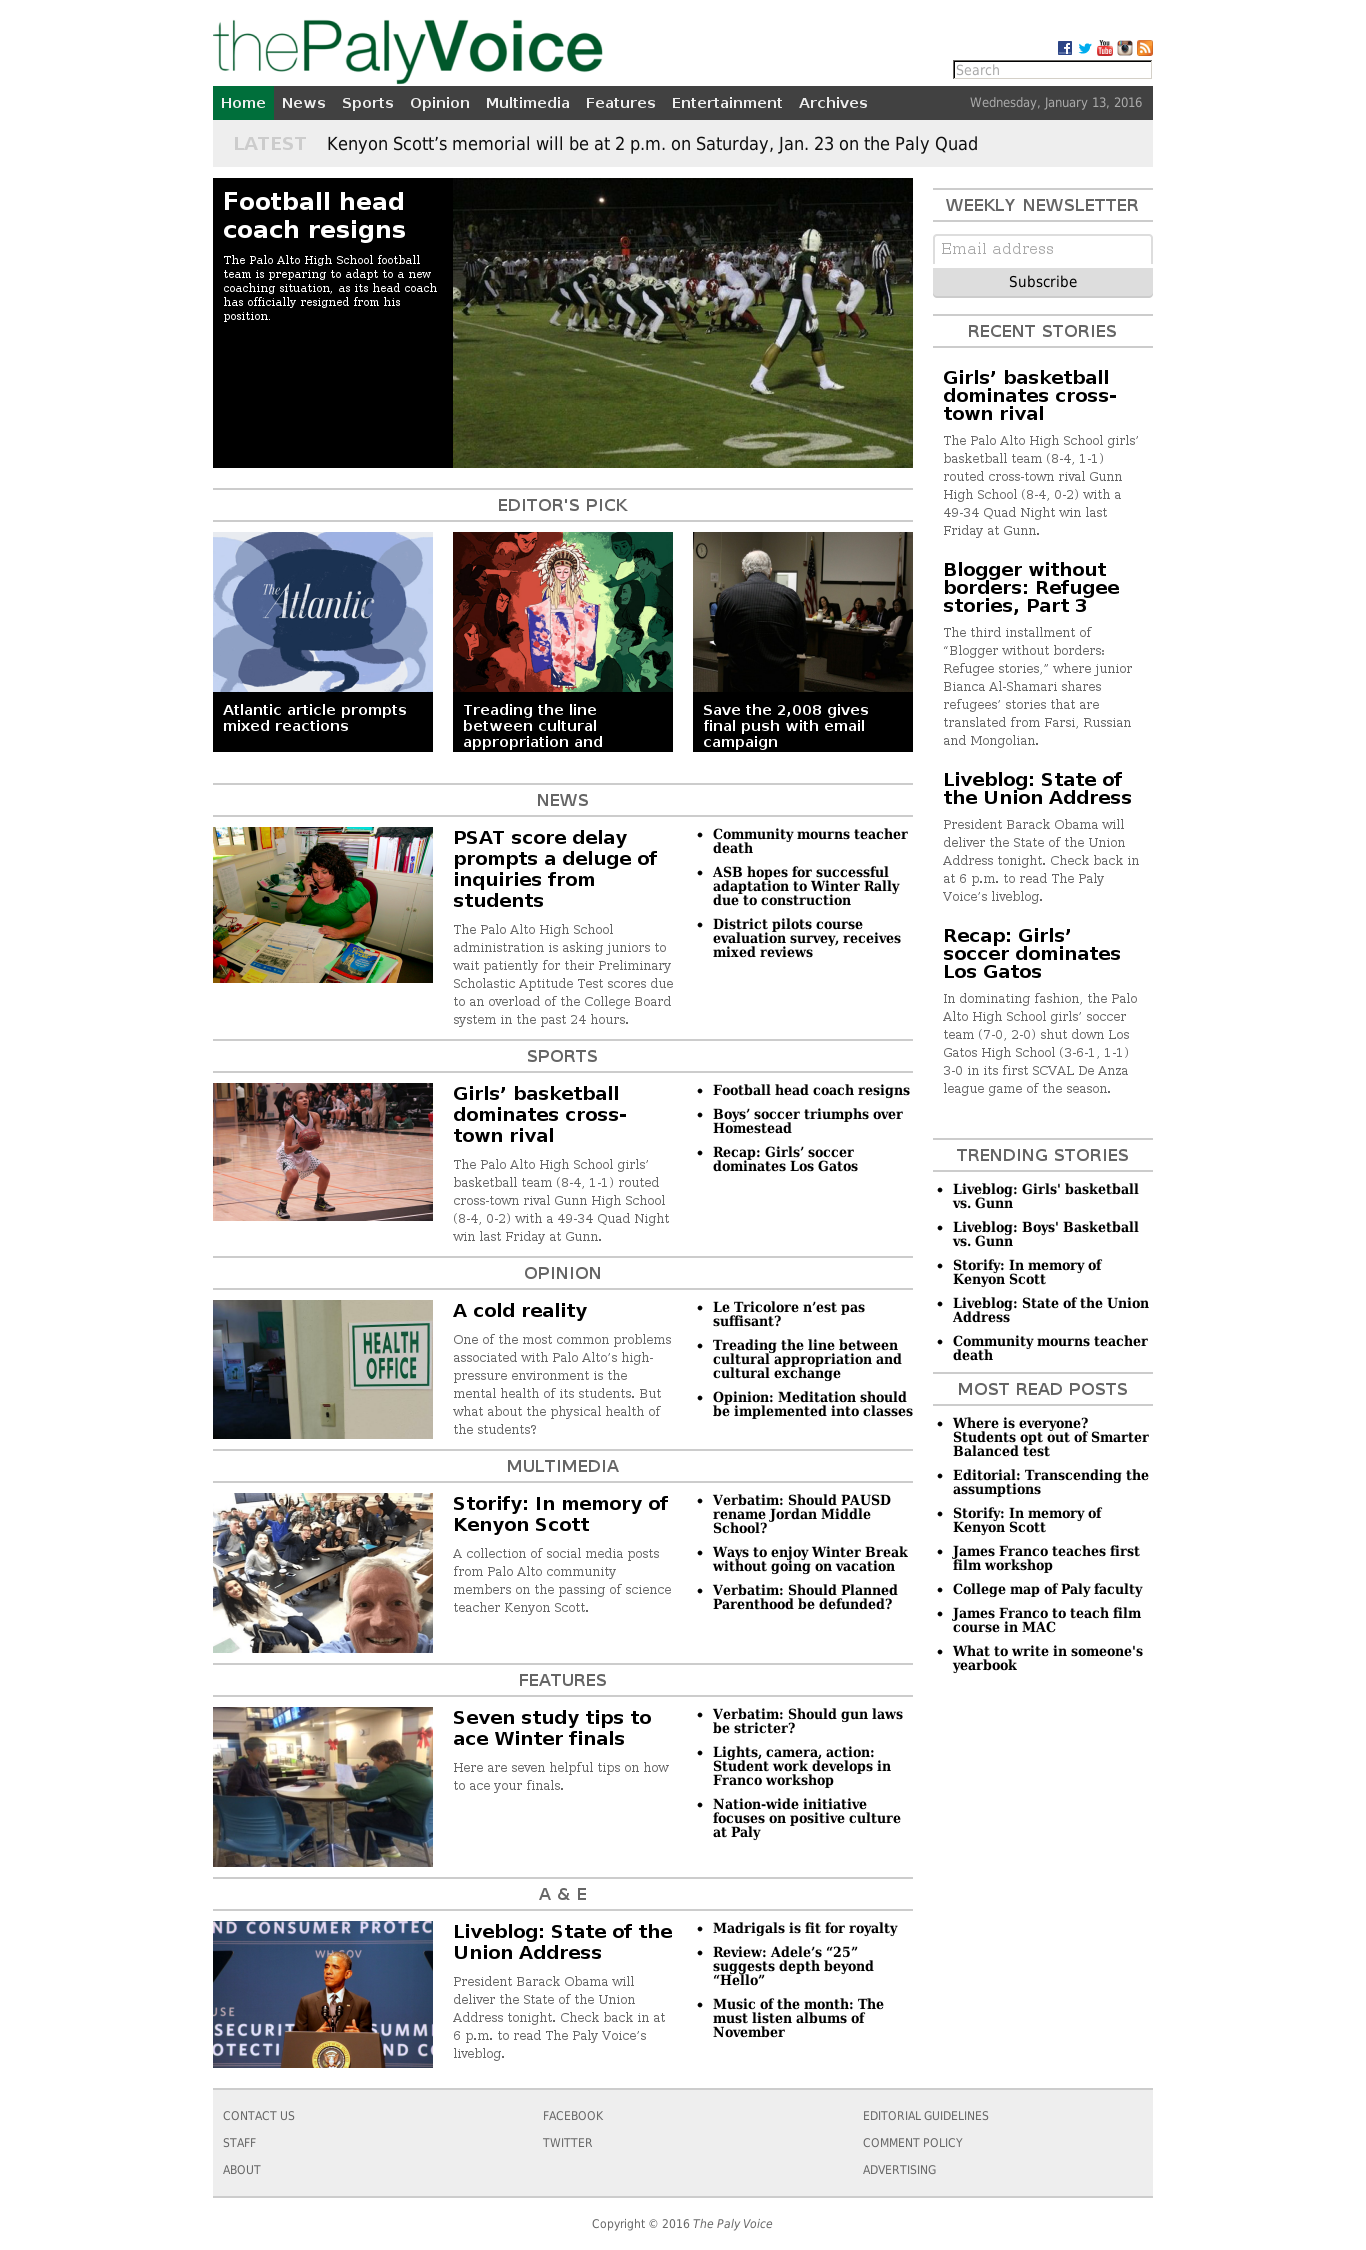 thePalyVoice
Search
Home News Sports Opinion Multimedia Features Entertainment Archives
Wednesday, January 13, 2016
LATEST Kenyon Scott’s memorial will be at 2 p.m. on Saturday, Jan. 23 on the Paly Quad
Football head
coach resigns
The Palo Alto High School football
team is preparing to adapt to a new
coaching situation, as its head coach
has officially resigned from his
position.
EDITOR'S PICK
The
Atlantic
Atlantic article prompts
mixed reactions
Treading the line
between cultural
appropriation and
Save the 2,008 gives
final push with email
campaign
NEWS
PSAT score delay
prompts a deluge of
inquiries from
students
The Palo Alto High School
administration is asking juniors to
wait patiently for their Preliminary
Scholastic Aptitude Test scores due
to an overload of the College Board
system in the past 24 hours.
• Community mourns teacher
death
• ASB hopes for successful
adaptation to Winter Rally
due to construction
• District pilots course
evaluation survey, receives
mixed reviews
SPORTS
Girls’ basketball
dominates cross-
town rival
The Palo Alto High School girls’
basketball team (8-4, 1-1) routed
cross-town rival Gunn High School
(8-4, 0-2) with a 49-34 Quad Night
win last Friday at Gunn.
• Football head coach resigns
• Boys’ soccer triumphs over
Homestead
• Recap: Girls’ soccer
dominates Los Gatos
OPINION
HEALTH
OFFICE
A cold reality
One of the most common problems
associated with Palo Alto’s high-
pressure environment is the
mental health of its students. But
what about the physical health of
the students?
• Le Tricolore n’est pas
suffisant?
• Treading the line between
cultural appropriation and
cultural exchange
• Opinion: Meditation should
be implemented into classes
MULTIMEDIA
Storify: In memory of
Kenyon Scott
A collection of social media posts
from Palo Alto community
members on the passing of science
teacher Kenyon Scott.
• Verbatim: Should PAUSD
rename Jordan Middle
School?
• Ways to enjoy Winter Break
without going on vacation
• Verbatim: Should Planned
Parenthood be defunded?
FEATURES
Seven study tips to
ace Winter finals
Here are seven helpful tips on how
to ace your finals.
• Verbatim: Should gun laws
be stricter?
• Lights, camera, action:
Student work develops in
Franco workshop
• Nation-wide initiative
focuses on positive culture
at Paly
A & E
ND CONSUMER PROTEC
WH.GOV
USE
SECURIT SUMM
OTECTI ND CO
Liveblog: State of the
Union Address
President Barack Obama will
deliver the State of the Union
Address tonight. Check back in at
6 p.m. to read The Paly Voice’s
liveblog.
• Madrigals is fit for royalty
• Review: Adele’s “25”
suggests depth beyond
“Hello”
• Music of the month: The
must listen albums of
November
WEEKLY NEWSLETTER
Email address
Subscribe
RECENT STORIES
Girls’ basketball
dominates cross-
town rival
The Palo Alto High School girls’
basketball team (8-4, 1-1)
routed cross-town rival Gunn
High School (8-4, 0-2) with a
49-34 Quad Night win last
Friday at Gunn.
Blogger without
borders: Refugee
stories, Part 3
The third installment of
“Blogger without borders:
Refugee stories,” where junior
Bianca Al-Shamari shares
refugees’ stories that are
translated from Farsi, Russian
and Mongolian.
Liveblog: State of
the Union Address
President Barack Obama will
deliver the State of the Union
Address tonight. Check back in
at 6 p.m. to read The Paly
Voice’s liveblog.
Recap: Girls’
soccer dominates
Los Gatos
In dominating fashion, the Palo
Alto High School girls’ soccer
team (7-0, 2-0) shut down Los
Gatos High School (3-6-1, 1-1)
3-0 in its first SCVAL De Anza
league game of the season.
TRENDING STORIES
• Liveblog: Girls' basketball
vs. Gunn
• Liveblog: Boys' Basketball
vs. Gunn
• Storify: In memory of
Kenyon Scott
• Liveblog: State of the Union
Address
• Community mourns teacher
death
MOST READ POSTS
• Where is everyone?
Students opt out of Smarter
Balanced test
• Editorial: Transcending the
assumptions
• Storify: In memory of
Kenyon Scott
• James Franco teaches first
film workshop
• College map of Paly faculty
• James Franco to teach film
course in MAC
• What to write in someone's
yearbook
CONTACT US
STAFF
ABOUT
FACEBOOK
TWITTER
EDITORIAL GUIDELINES
COMMENT POLICY
ADVERTISING
Copyright © 2016 The Paly Voice